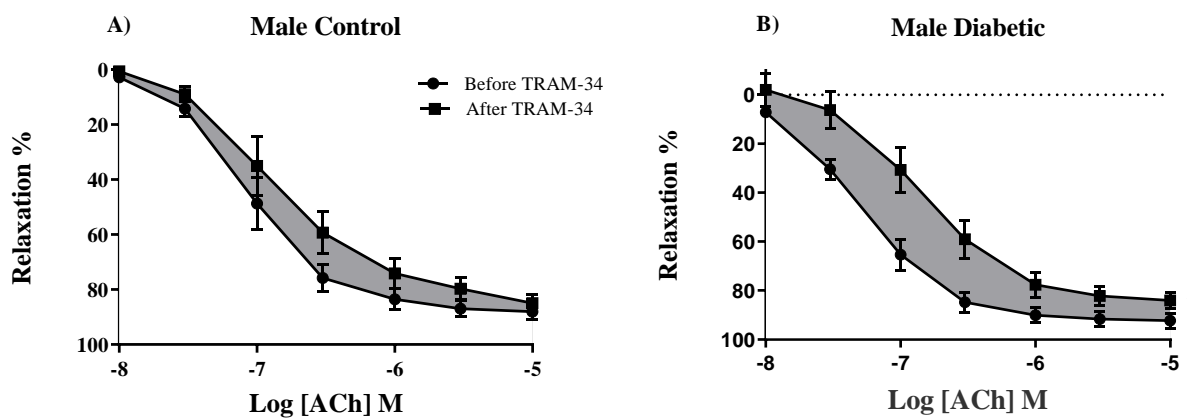 A)
Male Control
Relaxation %
0
20
40
60
80
100
Before TRAM-34
After TRAM-34
-8
-7
-6
-5
Log [ACh] M
B)
Male Diabetic
Relaxation %
0
20
40
60
80
100
-8
-7
-6
-5
Log [ACh] M